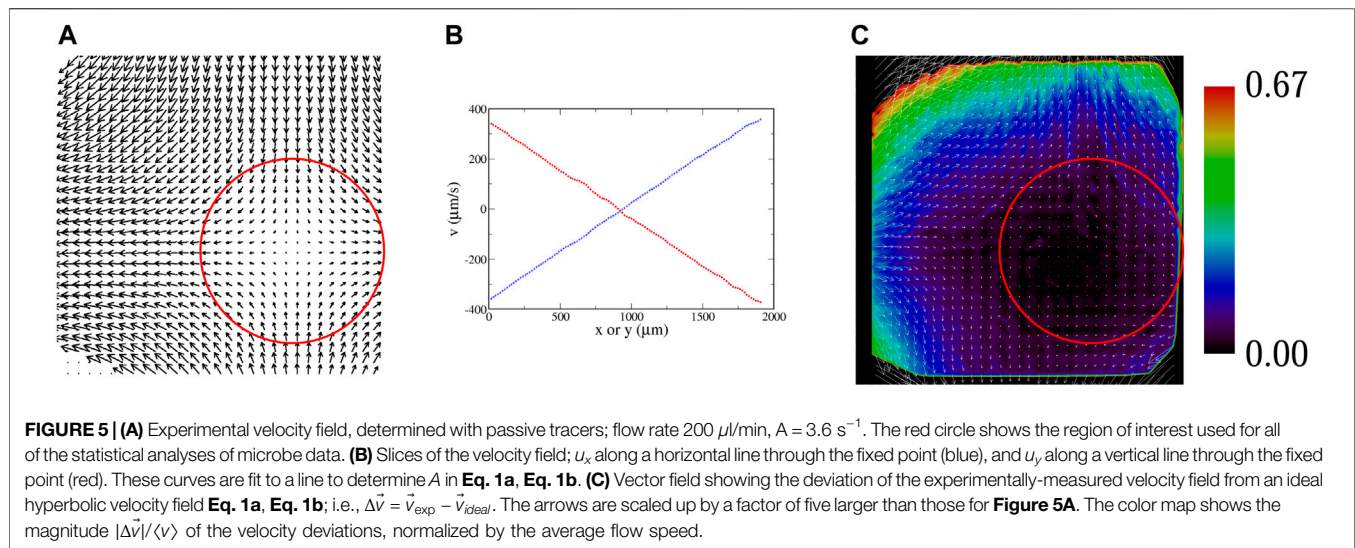 A
B
C
400
200
0
-200
-400
v (μm/s)
0
500
1000
1500
2000
x or y (μm)
0.67
0.00
FIGURE 5 | (A) Experimental velocity field, determined with passive tracers; flow rate 200 μl/min, A = 3.6 s⁻¹. The red circle shows the region of interest used for all
of the statistical analyses of microbe data. (B) Slices of the velocity field; uₓ along a horizontal line through the fixed point (blue), and u_y along a vertical line through the fixed
point (red). These curves are fit to a line to determine A in Eq. 1a, Eq. 1b. (C) Vector field showing the deviation of the experimentally-measured velocity field from an ideal
hyperbolic velocity field Eq. 1a, Eq. 1b; i.e., Δv⃗ = v⃗_exp − v⃗_ideal. The arrows are scaled up by a factor of five larger than those for Figure 5A. The color map shows the
magnitude |Δv⃗|/⟨v⟩ of the velocity deviations, normalized by the average flow speed.